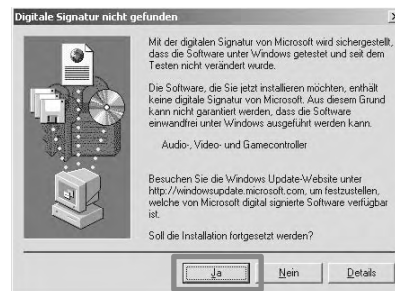 Digitale Signatur nicht gefunden
Mit der digitalen Signatur von Microsoft wird sichergestellt,
dass die Software unter Windows getestet und seit dem
Testen nicht verändert wurde.
Die Software, die Sie jetzt installieren möchten, enthält
keine digitale Signatur von Microsoft. Aus diesem Grund
kann nicht garantiert werden, dass die Software
einwandfrei unter Windows ausgeführt werden kann.
Audio-, Video- und Gamecontroller
Besuchen Sie die Windows Update-Website unter
http://windowsupdate.microsoft.com, um festzustellen,
welche von Microsoft digital signierte Software verfügbar
ist.
Soll die Installation fortgesetzt werden?
Ja Nein Details